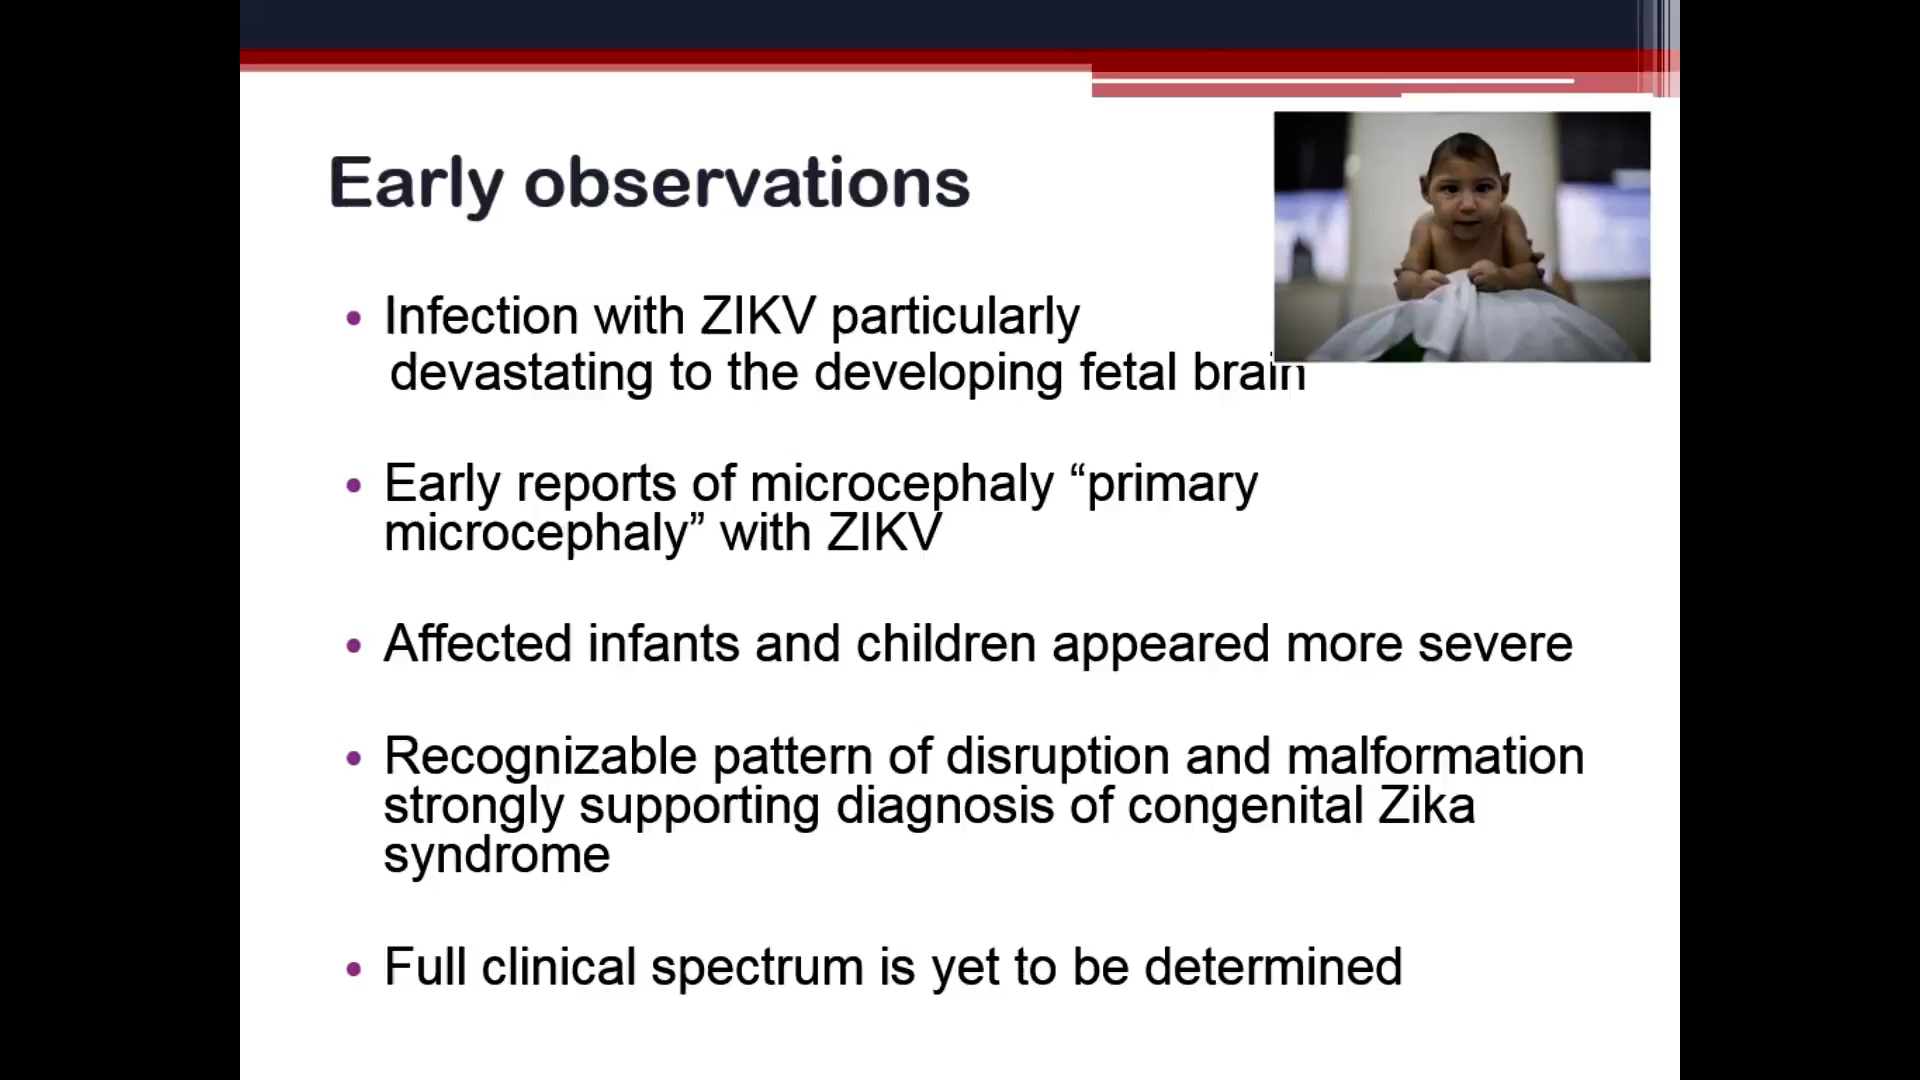 Early observations
• Infection with ZIKV particularly
devastating to the developing fetal brain
• Early reports of microcephaly “primary
microcephaly” with ZIKV
• Affected infants and children appeared more severe
• Recognizable pattern of disruption and malformation
strongly supporting diagnosis of congenital Zika
syndrome
• Full clinical spectrum is yet to be determined